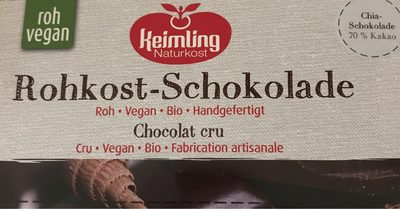 roh
vegan
Keimling
Naturkost
Chia-
Schokolade
70 % Kakao
Rohkost-Schokolade
Roh • Vegan • Bio • Handgefertigt
Chocolat cru
Cru • Vegan • Bio • Fabrication artisanale